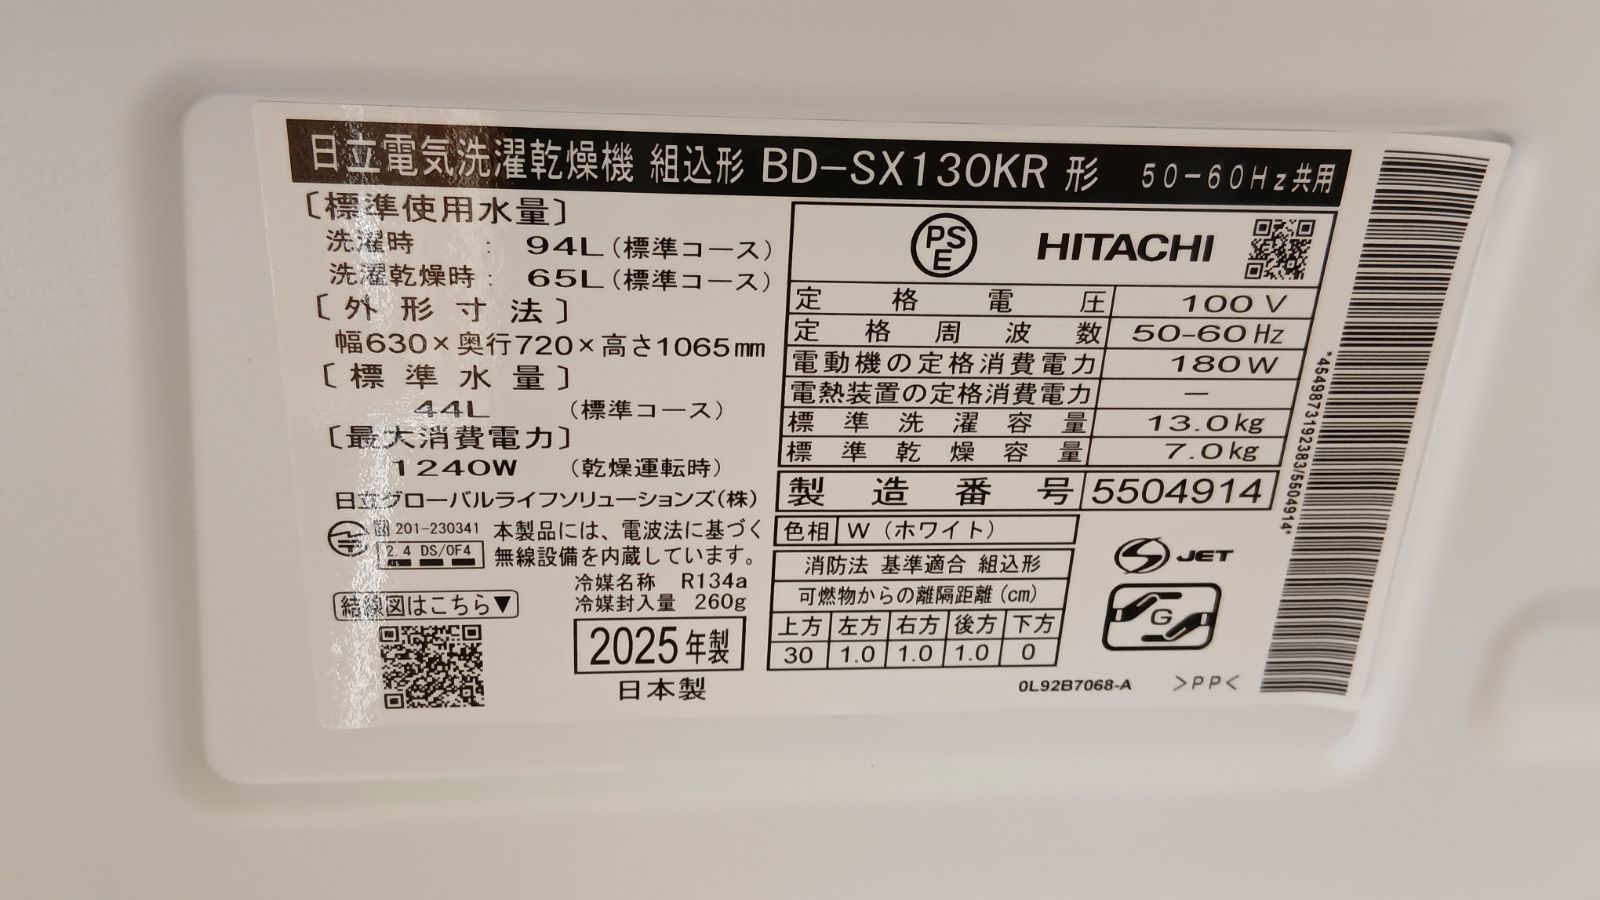 日立電気洗濯乾燥機 組込形 BD-SX130KR 形 50-60Hz共用
〔標準使用水量〕
洗濯時 : 94L(標準コース)
洗濯乾燥時: 65L(標準コース)
〔外形寸法〕
幅630×奥行720×高さ1065mm
〔標準水量〕
44L (標準コース)
〔最大消費電力〕
1240W (乾燥運転時)
日立グローバルライフソリューションズ(株)
201-230341
2.4 DS/OF4
本製品には、電波法に基づく
無線設備を内蔵しています。
冷媒名称 R134a
冷媒封入量 260g
結線図はこちら▼
2025年製
日本製
PSE HITACHI
定格電圧 100V
定格周波数 50-60Hz
電動機の定格消費電力 180W
電熱装置の定格消費電力 -
標準洗濯容量 13.0kg
標準乾燥容量 7.0kg
製造番号 5504914
色相 W (ホワイト)
消防法 基準適合 組込形
可燃物からの離隔距離(cm)
上方 左方 右方 後方 下方
30 1.0 1.0 1.0 0
S JET
G
0L92B7068-A >PP<
*4549873192383/5504914*